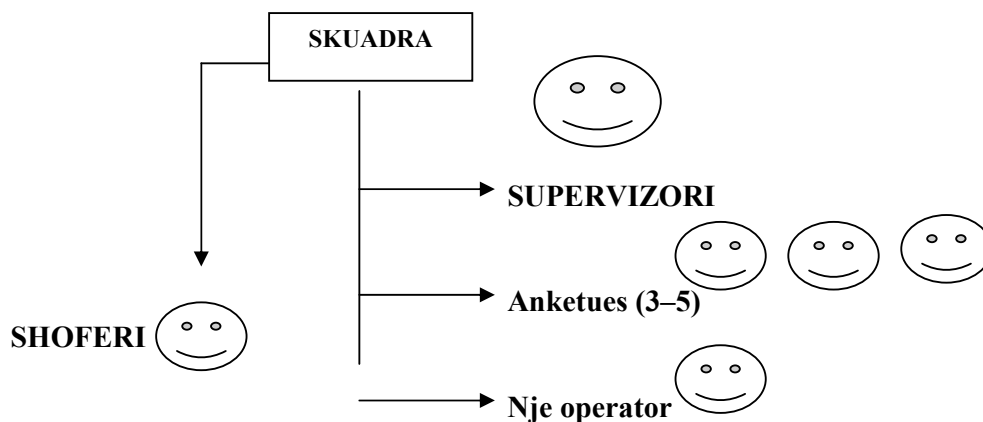 SKUADRA
SUPERVIZORI
Anketues (3–5)
SHOFERI
Nje operator